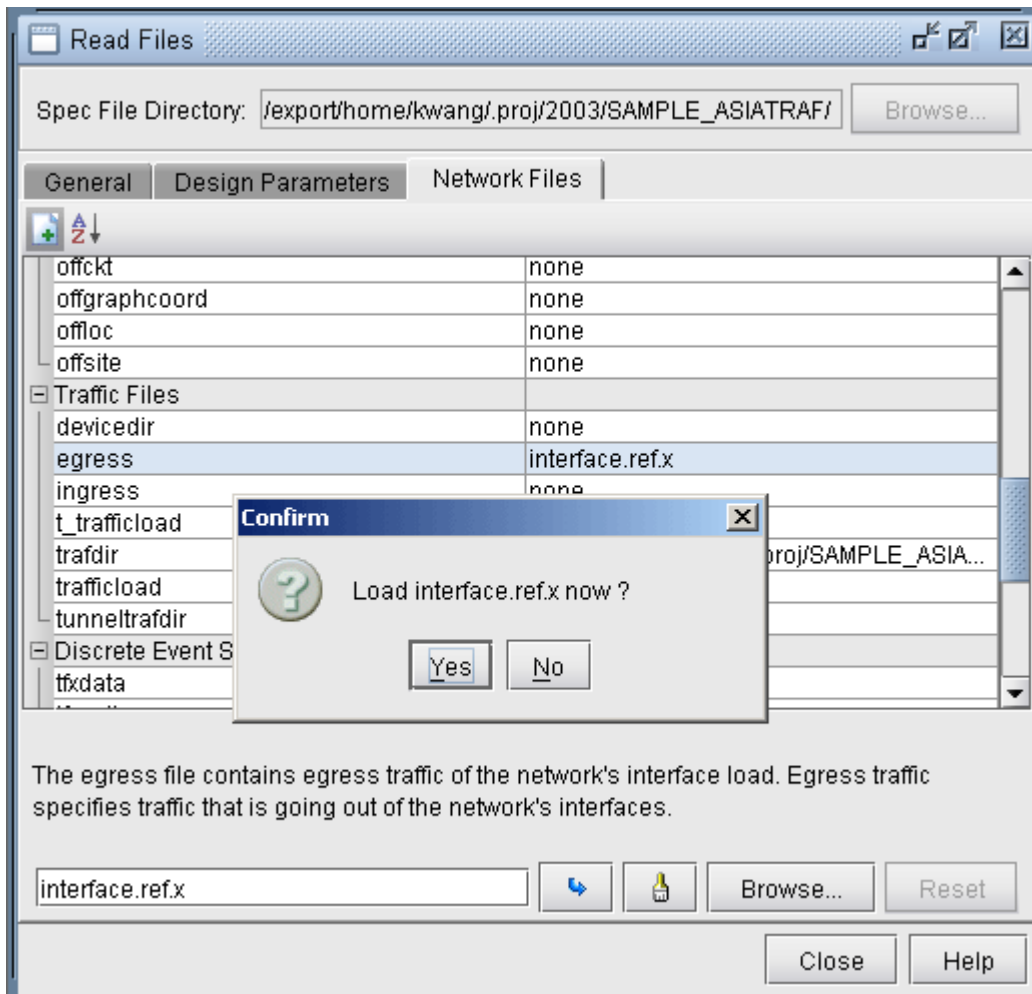 Read Files
Spec File Directory: /export/home/kwang/.proj/2003/SAMPLE_ASIATRAF/ Browse...
General Design Parameters Network Files
offckt none
offgraphcoord none
offloc none
offsite none
Traffic Files
devicedir none
egress interface.ref.x
ingress none
t_trafficload
trafdir proj/SAMPLE_ASIA...
trafficload
tunneltrafdir
Discrete Event S
tfxdata
Confirm
Load interface.ref.x now ?
Yes No
The egress file contains egress traffic of the network's interface load. Egress traffic
specifies traffic that is going out of the network's interfaces.
interface.ref.x Browse... Reset
Close Help